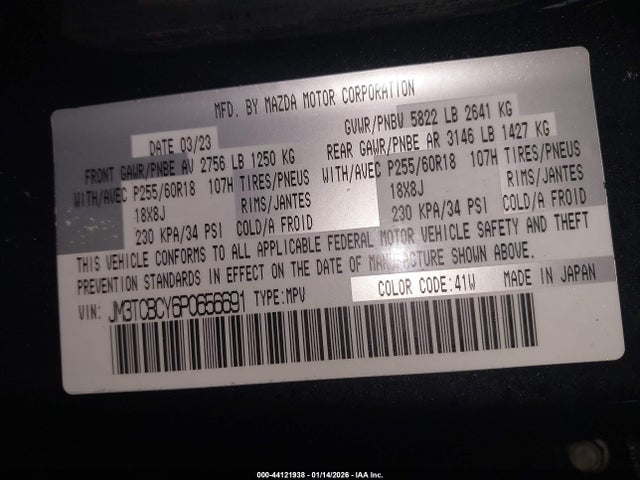 MFD. BY MAZDA MOTOR CORPORATION
DATE 03/23
GVWR/PNBV 5822 LB 2641 KG
FRONT GAWR/PNBE AV 2756 LB 1250 KG
REAR GAWR/PNBE AR 3146 LB 1427 KG
WITH/AVEC P255/60R18 107H TIRES/PNEUS
WITH/AVEC P255/60R18 107H TIRES/PNEUS
18X8J RIMS/JANTES
18X8J RIMS/JANTES
230 KPA/34 PSI COLD/A FROID
230 KPA/34 PSI COLD/A FROID
THIS VEHICLE CONFORMS TO ALL APPLICABLE FEDERAL MOTOR VEHICLE SAFETY AND THEFT
PREVENTION STANDARDS IN EFFECT ON THE DATE OF MANUFACTURE SHOWN ABOVE.
VIN: JM3TCBCY6P0656691 TYPE:MPV
COLOR CODE:41W MADE IN JAPAN
000-44121938 - 01/14/2026 - IAA Inc.